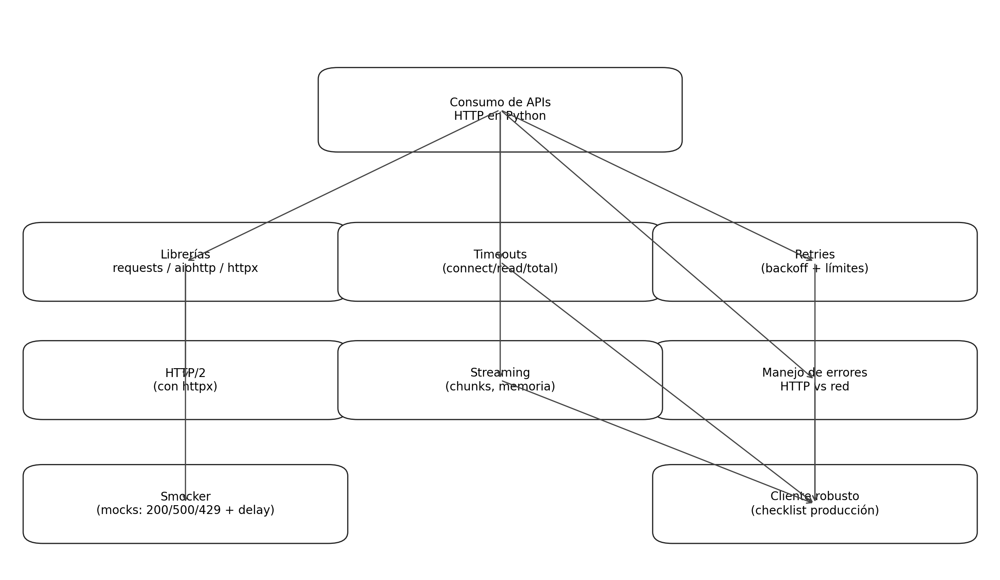 Consumo de APIs
HTTP en Python
Librerías
requests / aiohttp / httpx
Timeouts
(connect/read/total)
Retries
(backoff + límites)
HTTP/2
(con httpx)
Streaming
(chunks, memoria)
Manejo de errores
HTTP vs red
Smocker
(mocks: 200/500/429 + delay)
Cliente robusto
(checklist producción)